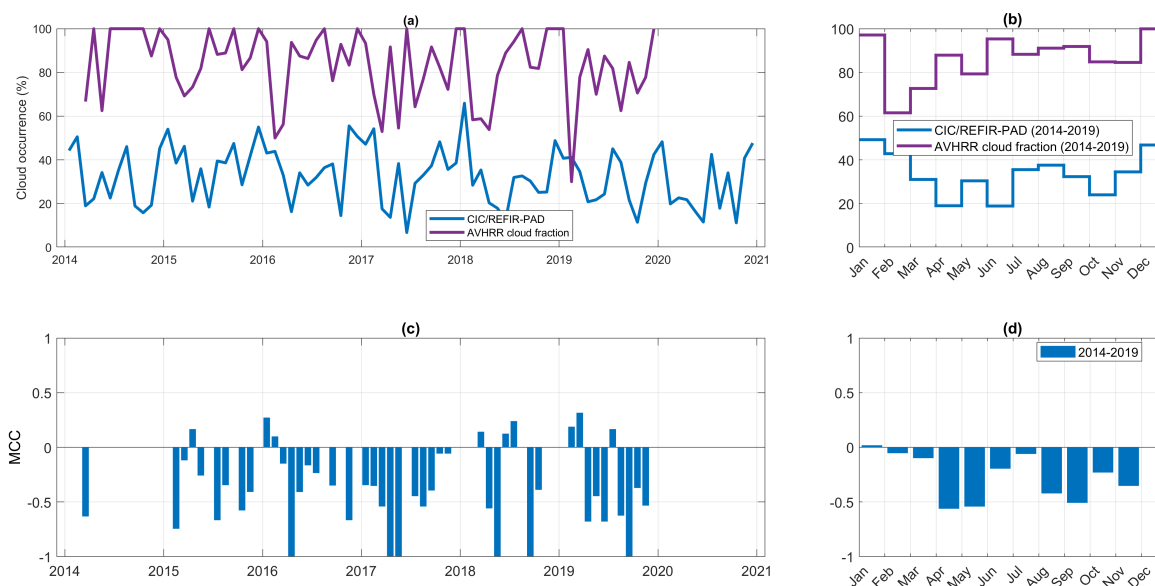 (a)
Cloud occurrence (%)
100
80
60
40
20
0
CIC/REFIR-PAD
AVHRR cloud fraction
2014 2015 2016 2017 2018 2019 2020 2021
(b)
100
80
60
40
20
0
CIC/REFIR-PAD (2014-2019)
AVHRR cloud fraction (2014-2019)
Jan Feb Mar Apr May Jun Jul Aug Sep Oct Nov Dec
(c)
MCC
1
0.5
0
-0.5
-1
2014 2015 2016 2017 2018 2019 2020 2021
(d)
2014-2019
1
0.5
0
-0.5
-1
Jan Feb Mar Apr May Jun Jul Aug Sep Oct Nov Dec